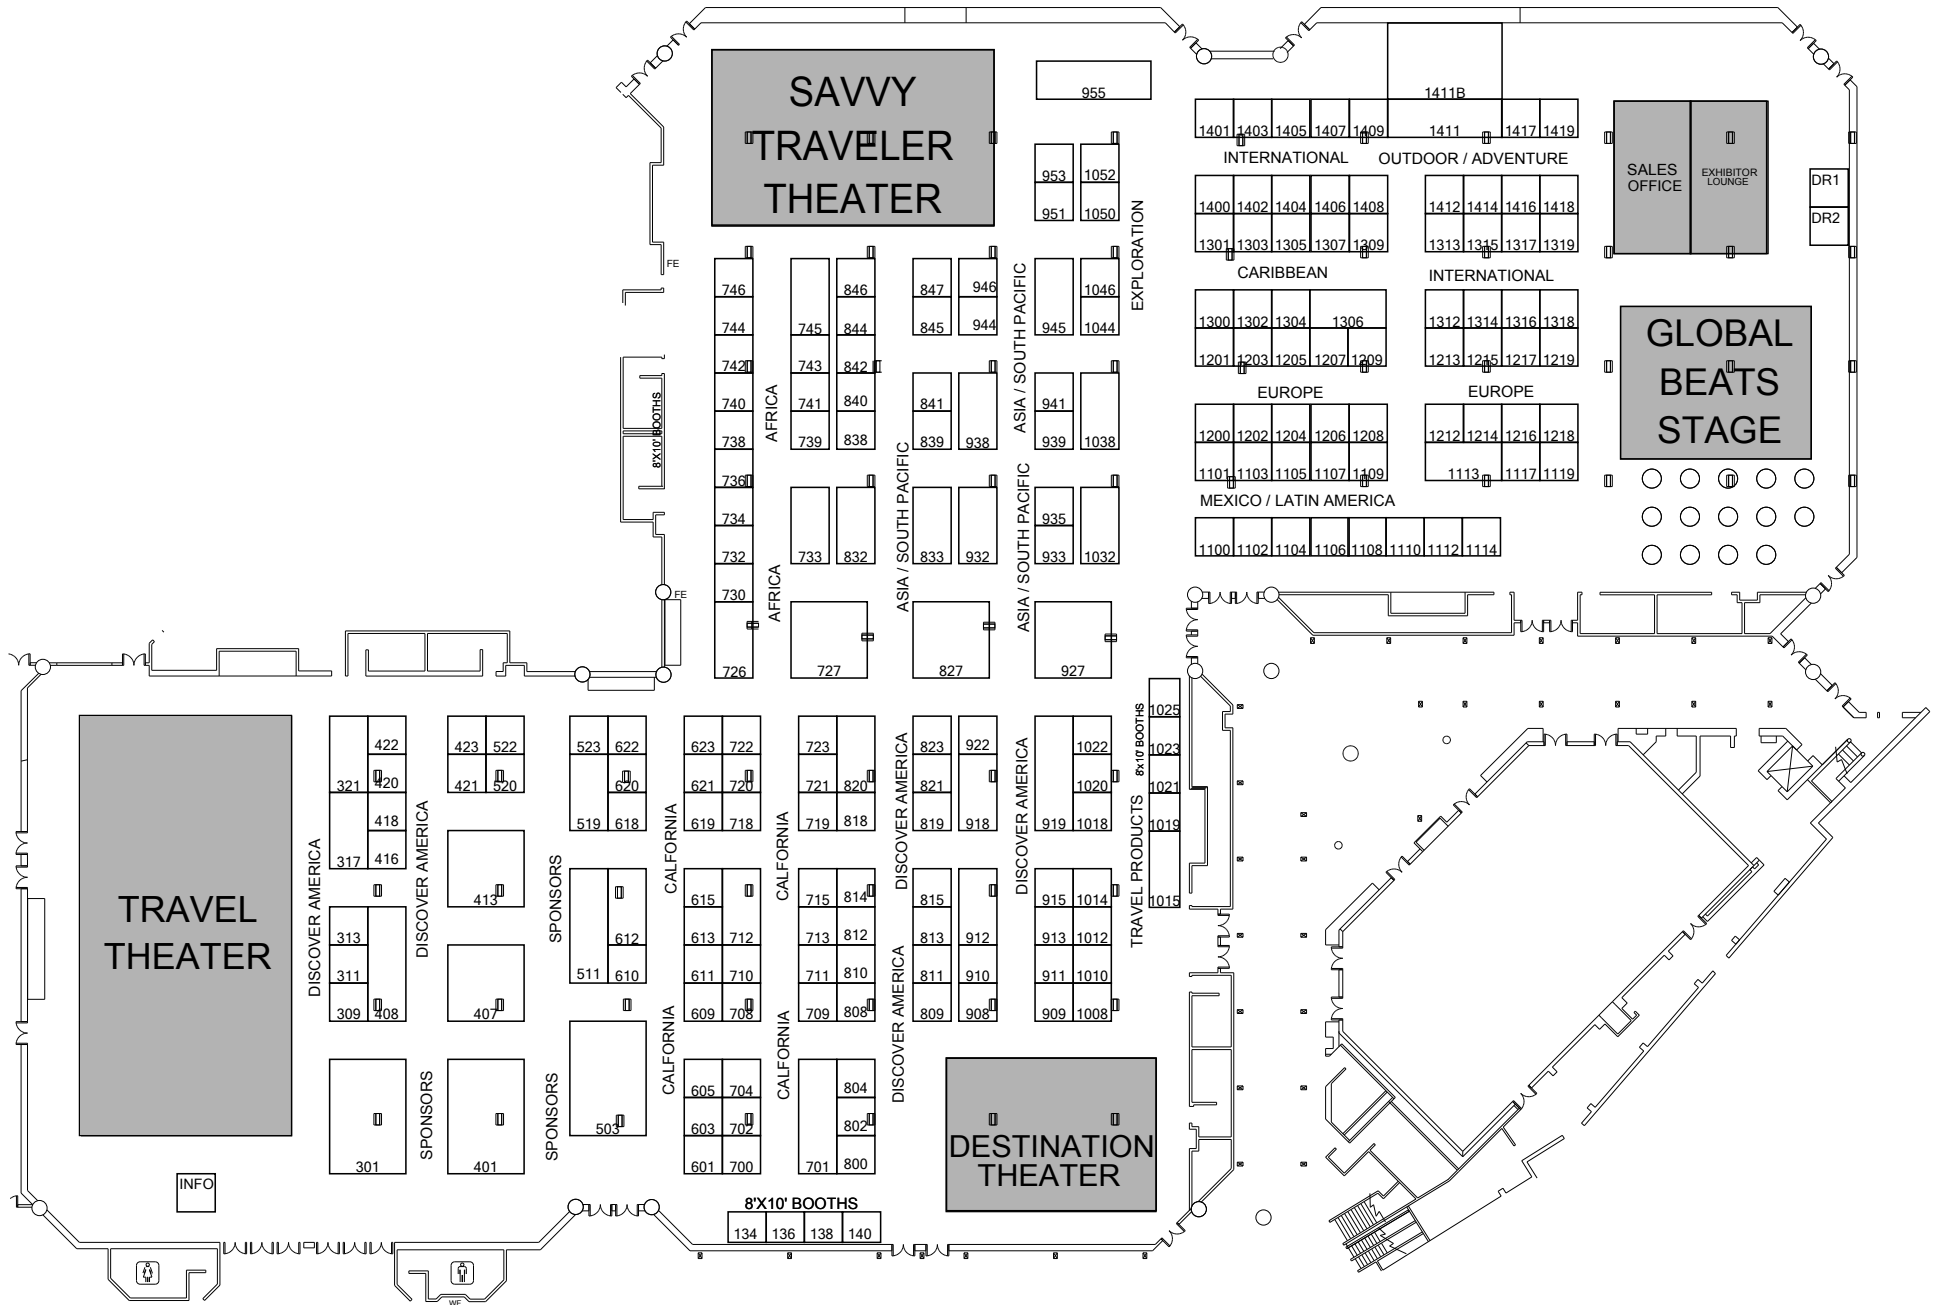 SAVVY
TRAVELER
THEATER
955
1411B
1401 1403 1405 1407 1409 1411 1417 1419
INTERNATIONAL OUTDOOR / ADVENTURE
SALES
OFFICE
EXHIBITOR
LOUNGE
DR1
DR2
953 1052
951 1050
EXPLORATION
1400 1402 1404 1406 1408 1412 1414 1416 1418
1301 1303 1305 1307 1309 1313 1315 1317 1319
CARIBBEAN INTERNATIONAL
FE
746 846 847 946 1046
744 745 844 845 944 945 1044
742 743 842
740 741 840 841 941
738 739 838 839 938 939 1038
736
734 935
732 733 832 833 932 933 1032
730
726 727 827 927
8'X10' BOOTHS
AFRICA
AFRICA
ASIA / SOUTH PACIFIC
ASIA / SOUTH PACIFIC
ASIA / SOUTH PACIFIC
FE
1300 1302 1304 1306 1312 1314 1316 1318
1201 1203 1205 1207 1209 1213 1215 1217 1219
EUROPE EUROPE
1200 1202 1204 1206 1208 1212 1214 1216 1218
1101 1103 1105 1107 1109 1113 1117 1119
MEXICO / LATIN AMERICA
1100 1102 1104 1106 1108 1110 1112 1114
GLOBAL
BEATS
STAGE
TRAVEL
THEATER
422 423 522 523 622 623 722 723 823 922 1022 1025
1023
321 420 421 520 620 621 720 721 820 821 1020 1021
418 519 618 619 718 719 818 819 918 919 1018 1019
317 416
413 615 715 814 815 915 1014 1015
313 612 613 712 713 812 813 912 913 1012
311 511 610 611 710 711 810 811 910 911 1010
309 408 407 609 708 709 808 809 908 909 1008
605 704 804
503 603 702 802
301 401 601 700 701 800
DISCOVER AMERICA
DISCOVER AMERICA
SPONSORS
SPONSORS
SPONSORS
CALFORNIA
CALFORNIA
CALFORNIA
CALFORNIA
DISCOVER AMERICA
DISCOVER AMERICA
DISCOVER AMERICA
TRAVEL PRODUCTS
8'x10' BOOTHS
DESTINATION
THEATER
INFO
8'X10' BOOTHS
134 136 138 140
WF